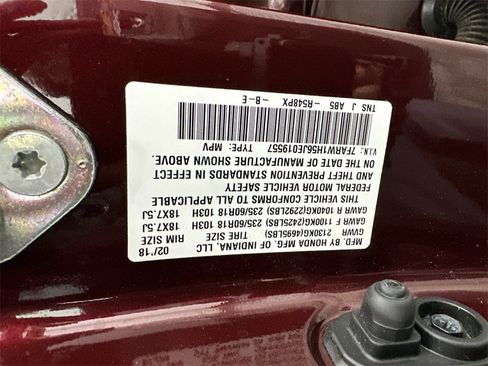 MFD. BY HONDA MFG. OF INDIANA, LLC 02/18
GVWR TIRE SIZE RIM SIZE
2130KG(4695LBS)
GAWR F 1100KG(2425LBS) 235/60R18 103H 18X7.5J
GAWR R 1040KG(2292LBS) 235/60R18 103H 18X7.5J
THIS VEHICLE CONFORMS TO ALL APPLICABLE
FEDERAL MOTOR VEHICLE SAFETY
AND THEFT PREVENTION STANDARDS IN EFFECT
ON THE DATE OF MANUFACTURE SHOWN ABOVE.
V.I.N: 7FARW1H56JE019557 TYPE: MPV
TNS J AB5 -R548PX -B-E